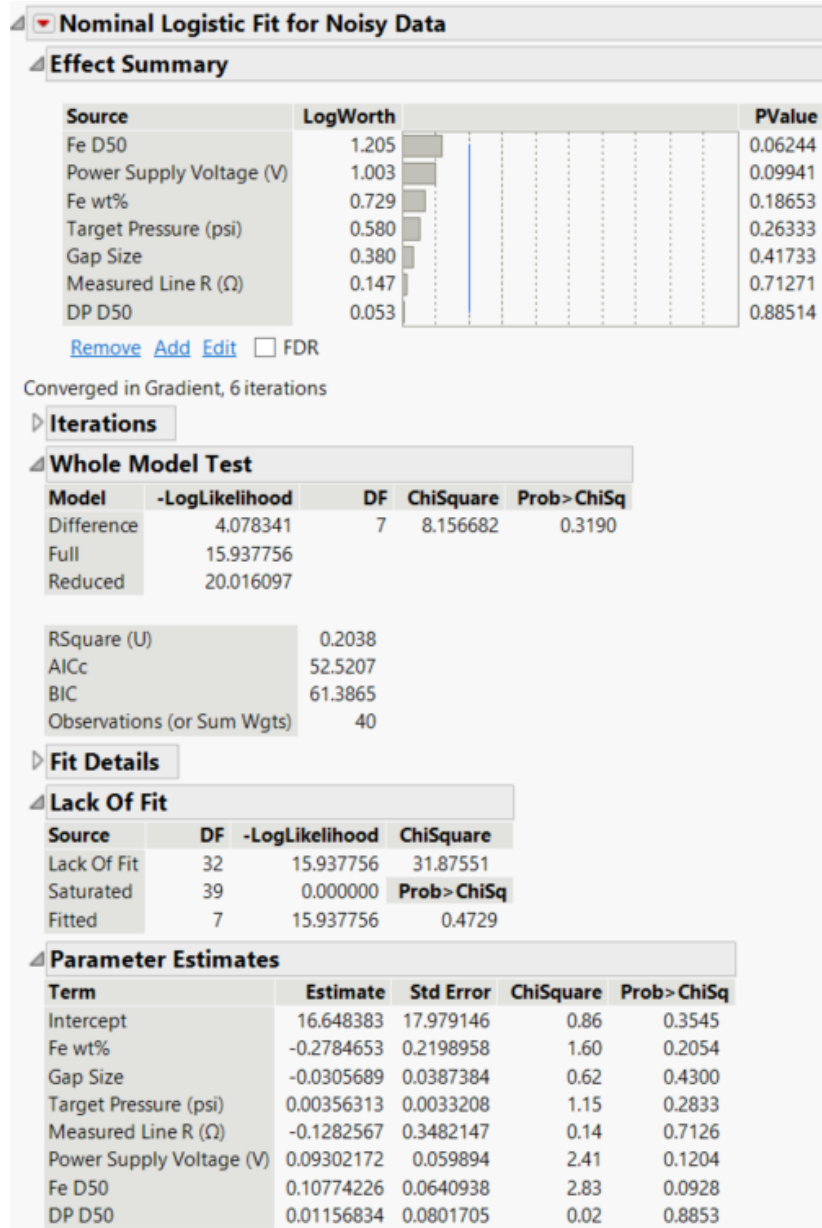 Nominal Logistic Fit for Noisy Data
Effect Summary
Source LogWorth PValue
Fe D50 1.205 0.06244
Power Supply Voltage (V) 1.003 0.09941
Fe wt% 0.729 0.18653
Target Pressure (psi) 0.580 0.26333
Gap Size 0.380 0.41733
Measured Line R (Ω) 0.147 0.71271
DP D50 0.053 0.88514
Remove Add Edit FDR
Converged in Gradient, 6 iterations
Iterations
Whole Model Test
Model -LogLikelihood DF ChiSquare Prob>ChiSq
Difference 4.078341 7 8.156682 0.3190
Full 15.937756
Reduced 20.016097
RSquare (U) 0.2038
AICc 52.5207
BIC 61.3865
Observations (or Sum Wgts) 40
Fit Details
Lack Of Fit
Source DF -LogLikelihood ChiSquare
Lack Of Fit 32 15.937756 31.87551
Saturated 39 0.000000 Prob>ChiSq
Fitted 7 15.937756 0.4729
Parameter Estimates
Term Estimate Std Error ChiSquare Prob>ChiSq
Intercept 16.648383 17.979146 0.86 0.3545
Fe wt% -0.2784653 0.2198958 1.60 0.2054
Gap Size -0.0305689 0.0387384 0.62 0.4300
Target Pressure (psi) 0.00356313 0.0033208 1.15 0.2833
Measured Line R (Ω) -0.1282567 0.3482147 0.14 0.7126
Power Supply Voltage (V) 0.09302172 0.059894 2.41 0.1204
Fe D50 0.10774226 0.0640938 2.83 0.0928
DP D50 0.01156834 0.0801705 0.02 0.8853